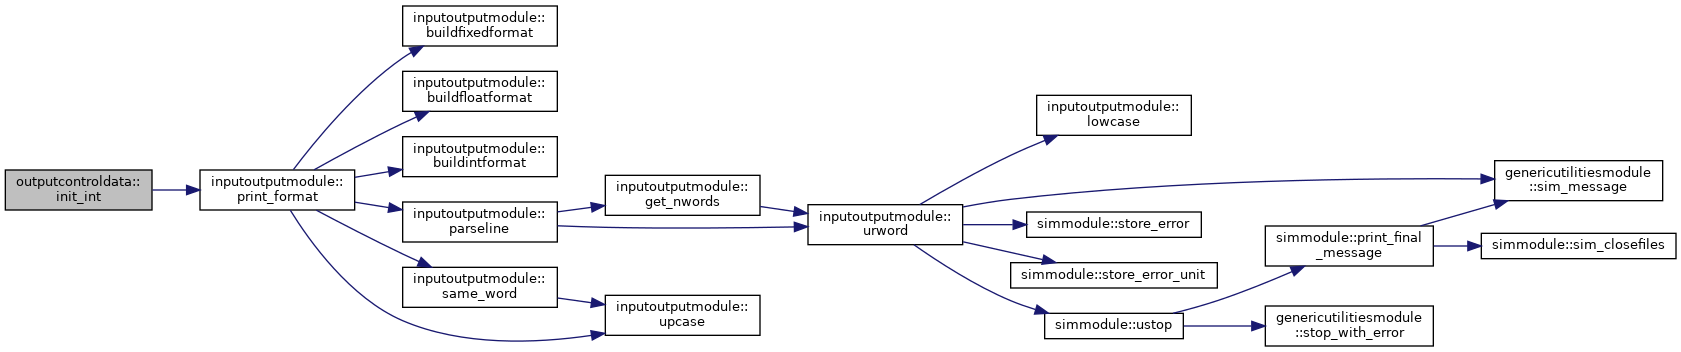 outputcontroldata::
init_int
inputoutputmodule::
print_format
inputoutputmodule::
buildfixedformat
inputoutputmodule::
buildfloatformat
inputoutputmodule::
buildintformat
inputoutputmodule::
parseline
inputoutputmodule::
same_word
inputoutputmodule::
get_nwords
inputoutputmodule::
upcase
inputoutputmodule::
urword
inputoutputmodule::
lowcase
simmodule::store_error
simmodule::store_error_unit
simmodule::ustop
simmodule::print_final
_message
genericutilitiesmodule
::stop_with_error
genericutilitiesmodule
::sim_message
simmodule::sim_closefiles